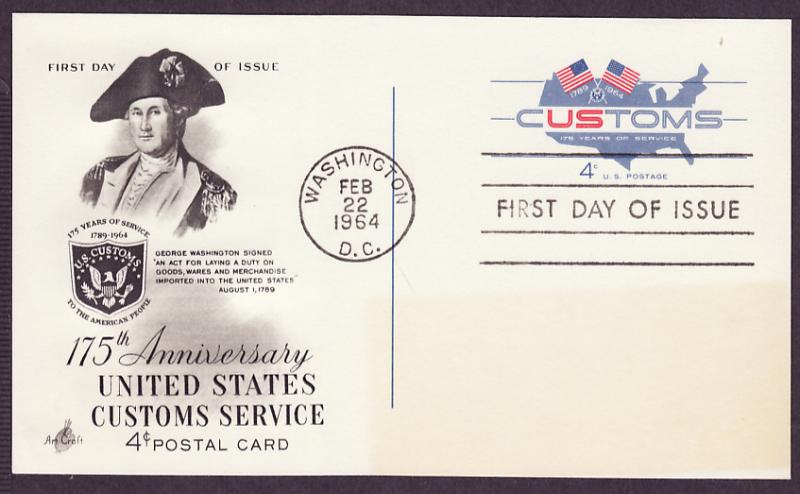 FIRST DAY OF ISSUE
175 YEARS OF SERVICE
1789-1964
U.S. CUSTOMS
TO THE AMERICAN PEOPLE
GEORGE WASHINGTON SIGNED
"AN ACT FOR LAYING A DUTY ON
GOODS, WARES AND MERCHANDISE
IMPORTED INTO THE UNITED STATES"
AUGUST 1, 1789
175th Anniversary
UNITED STATES
CUSTOMS SERVICE
4¢ POSTAL CARD
Art Craft
WASHINGTON
FEB
22
1964
D.C.
1789 1964
CUSTOMS
175 YEARS OF SERVICE
4c U.S. POSTAGE
FIRST DAY OF ISSUE